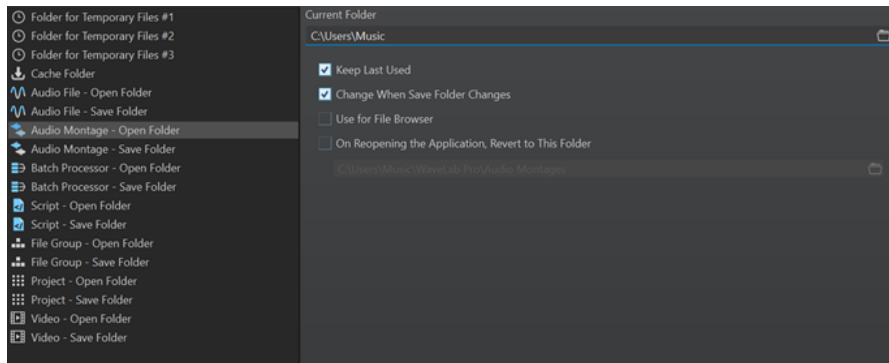 Folder for Temporary Files #1
Folder for Temporary Files #2
Folder for Temporary Files #3
Cache Folder
Audio File - Open Folder
Audio File - Save Folder
Audio Montage - Open Folder
Audio Montage - Save Folder
Batch Processor - Open Folder
Batch Processor - Save Folder
Script - Open Folder
Script - Save Folder
File Group - Open Folder
File Group - Save Folder
Project - Open Folder
Project - Save Folder
Video - Open Folder
Video - Save Folder
Current Folder
C:\Users\Music
Keep Last Used
Change When Save Folder Changes
Use for File Browser
On Reopening the Application, Revert to This Folder
C:\Users\Music\WaveLab Pro\Audio Montages